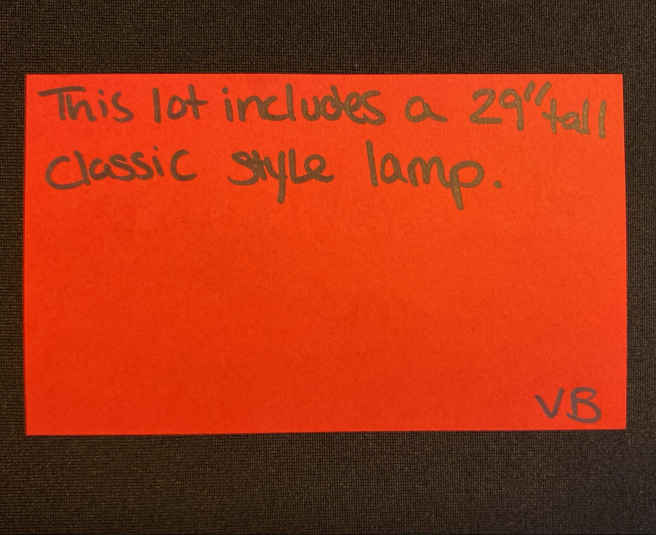 This lot includes a 29" tall
Classic style lamp.
VB